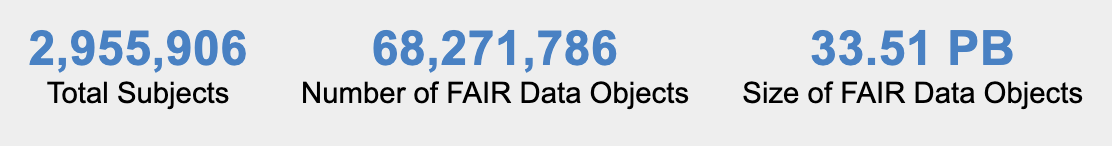 2,955,906 68,271,786 33.51 PB
Total Subjects Number of FAIR Data Objects Size of FAIR Data Objects